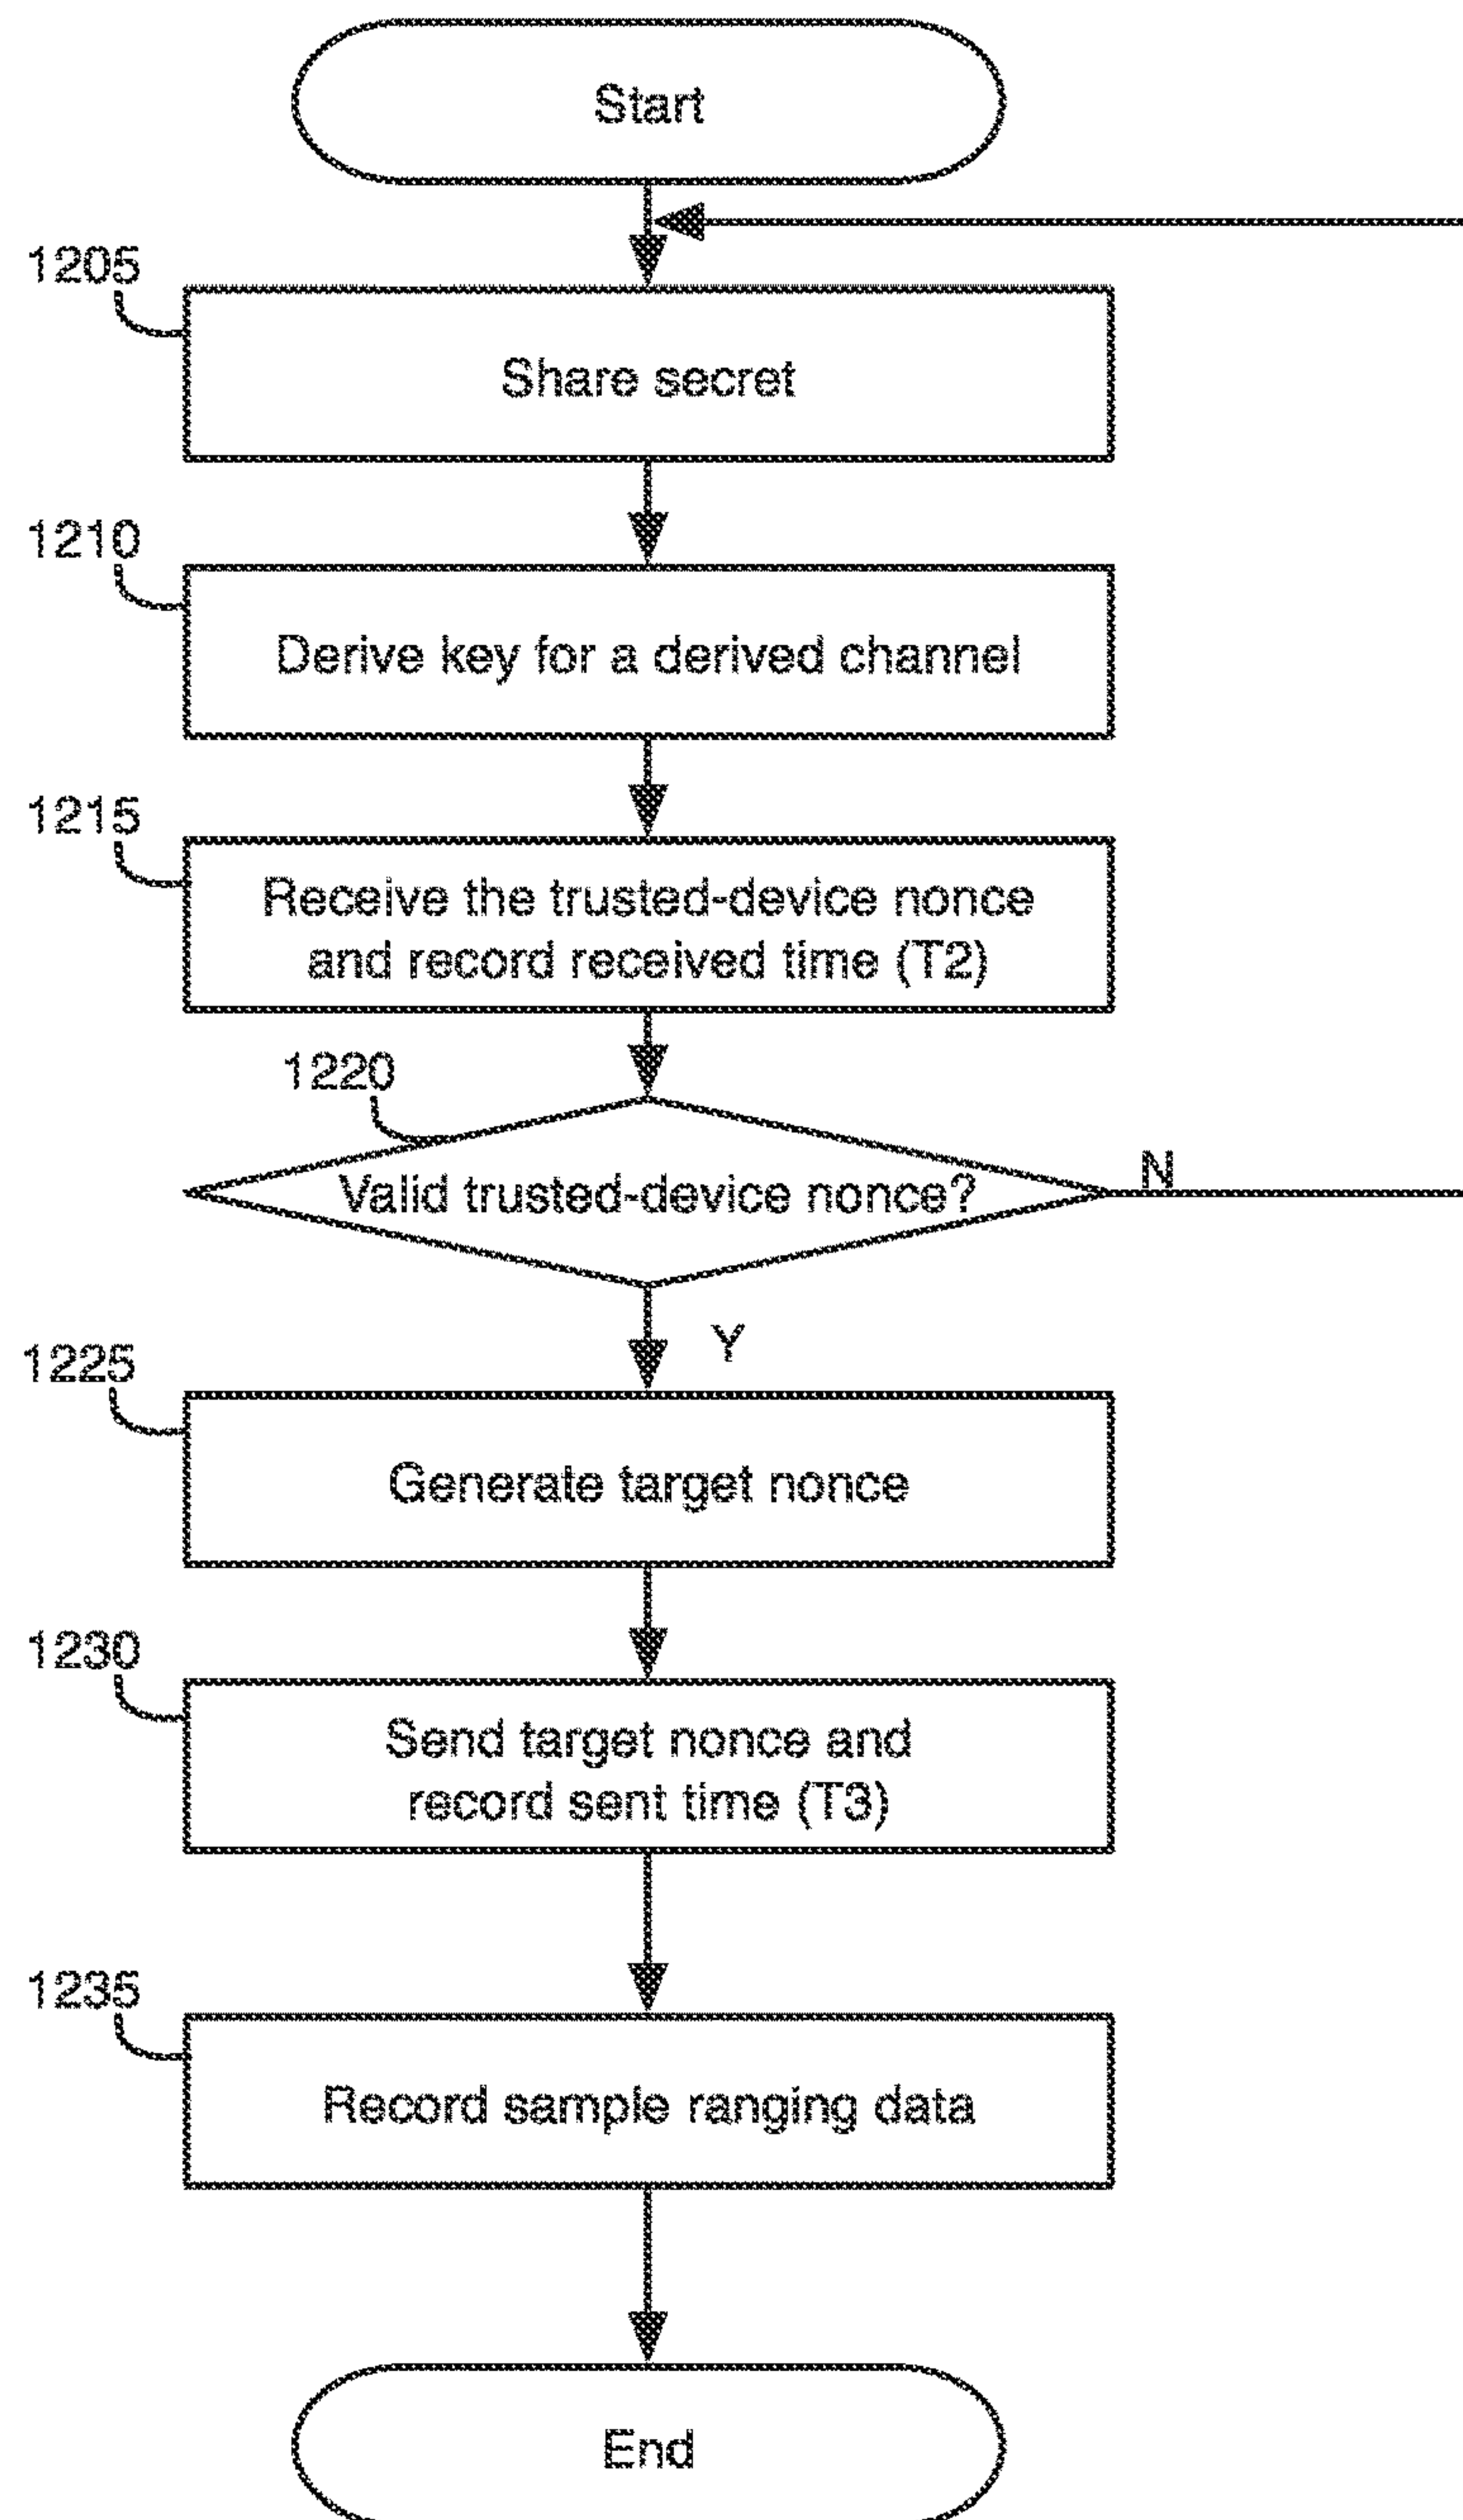 Start
1205
Share secret
1210
Derive key for a derived channel
1215
Receive the trusted-device nonce
and record received time (T2)
1220
Valid trusted-device nonce?
N
Y
1225
Generate target nonce
1230
Send target nonce and
record sent time (T3)
1235
Record sample ranging data
End